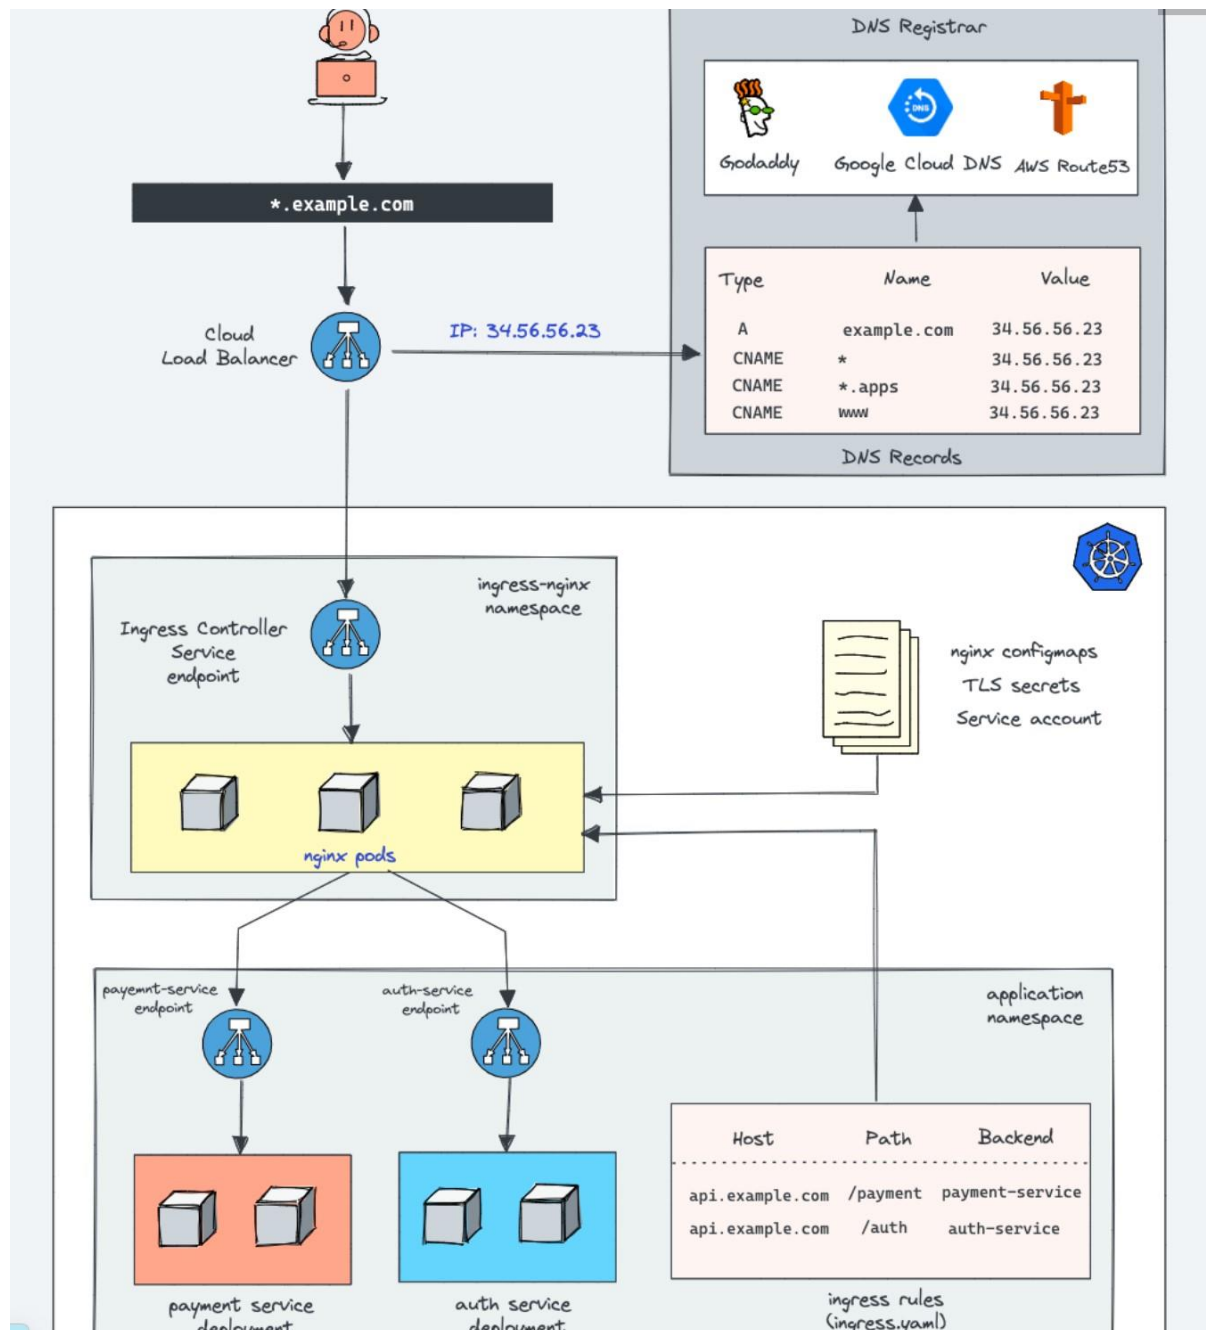 DNS Registrar
Godaddy
DNS
Google Cloud DNS
AWS Route53
*.example.com
Type Name Value
A example.com 34.56.56.23
CNAME * 34.56.56.23
CNAME *.apps 34.56.56.23
CNAME www 34.56.56.23
DNS Records
Cloud
Load Balancer
IP: 34.56.56.23
ingress-nginx
namespace
Ingress Controller
Service
endpoint
nginx configmaps
TLS secrets
Service account
nginx pods
payemnt-service
endpoint
auth-service
endpoint
application
namespace
Host Path Backend
api.example.com /payment payment-service
api.example.com /auth auth-service
payment service
deployment
auth service
deployment
ingress rules
(ingress.yaml)